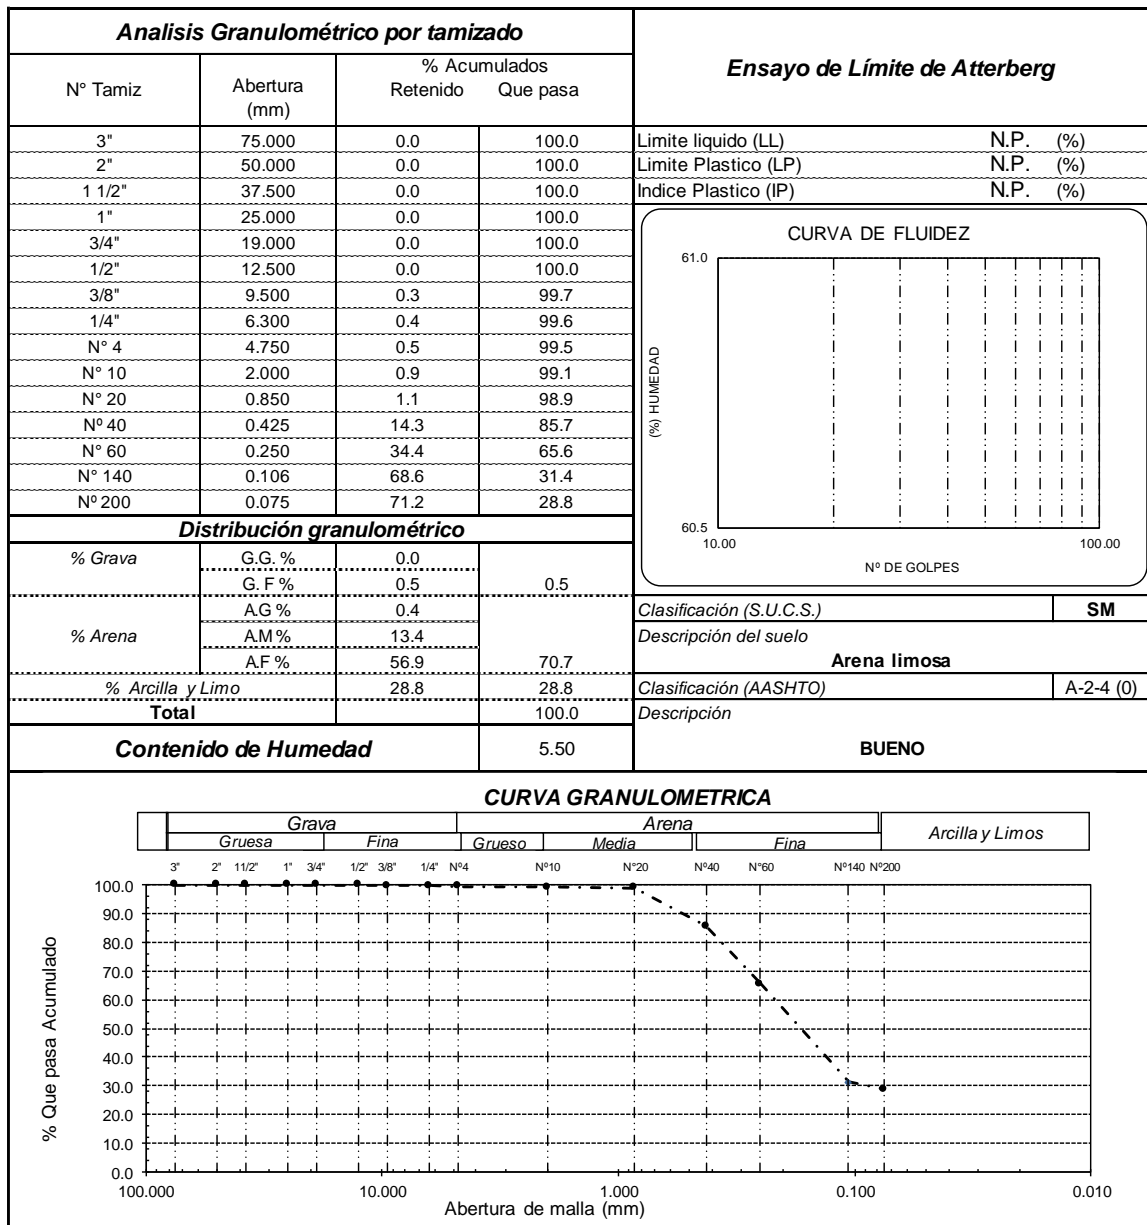 Analisis Granulométrico por tamizado
Ensayo de Límite de Atterberg
N° Tamiz Abertura (mm) % Acumulados
Retenido Que pasa
3" 75.000 0.0 100.0
2" 50.000 0.0 100.0
1 1/2" 37.500 0.0 100.0
1" 25.000 0.0 100.0
3/4" 19.000 0.0 100.0
1/2" 12.500 0.0 100.0
3/8" 9.500 0.3 99.7
1/4" 6.300 0.4 99.6
N° 4 4.750 0.5 99.5
N° 10 2.000 0.9 99.1
N° 20 0.850 1.1 98.9
Nº 40 0.425 14.3 85.7
N° 60 0.250 34.4 65.6
N° 140 0.106 68.6 31.4
Nº 200 0.075 71.2 28.8
Limite liquido (LL) N.P. (%)
Limite Plastico (LP) N.P. (%)
Indice Plastico (IP) N.P. (%)
CURVA DE FLUIDEZ
61.0
(%) HUMEDAD
60.5
10.00 100.00
Nº DE GOLPES
Distribución granulométrico
% Grava G.G. % 0.0
G. F % 0.5 0.5
% Arena A.G % 0.4
A.M % 13.4
A.F % 56.9 70.7
% Arcilla y Limo 28.8 28.8
Total 100.0
Contenido de Humedad 5.50
Clasificación (S.U.C.S.) SM
Descripción del suelo
Arena limosa
Clasificación (AASHTO) A-2-4 (0)
Descripción
BUENO
CURVA GRANULOMETRICA
Grava Arena Arcilla y Limos
Gruesa Fina Grueso Media Fina
3" 2" 11/2" 1" 3/4" 1/2" 3/8" 1/4" Nº4 Nº10 N°20 Nº40 N°60 Nº140 Nº200
100.0
90.0
80.0
70.0
60.0
50.0
40.0
30.0
20.0
10.0
0.0
% Que pasa Acumulado
100.000 10.000 1.000 0.100 0.010
Abertura de malla (mm)